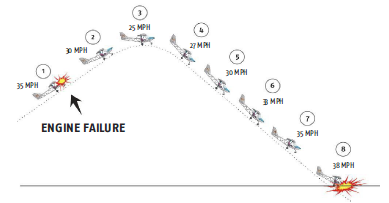 1
35 MPH
ENGINE FAILURE
2
30 MPH
3
25 MPH
4
27 MPH
5
30 MPH
6
33 MPH
7
35 MPH
8
38 MPH